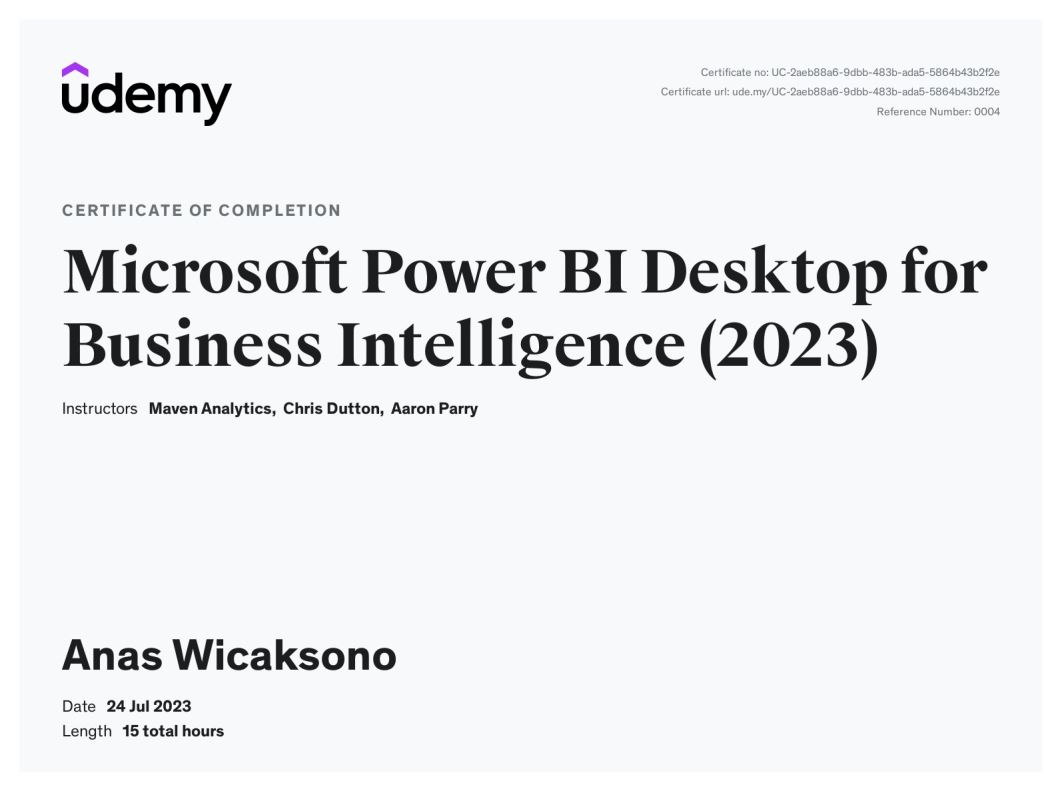 udemy
Certificate no: UC-2aeb88a6-9dbb-483b-ada5-5864b43b2f2e
Certificate url: ude.my/UC-2aeb88a6-9dbb-483b-ada5-5864b43b2f2e
Reference Number: 0004
CERTIFICATE OF COMPLETION
Microsoft Power BI Desktop for
Business Intelligence (2023)
Instructors Maven Analytics, Chris Dutton, Aaron Parry
Anas Wicaksono
Date 24 Jul 2023
Length 15 total hours